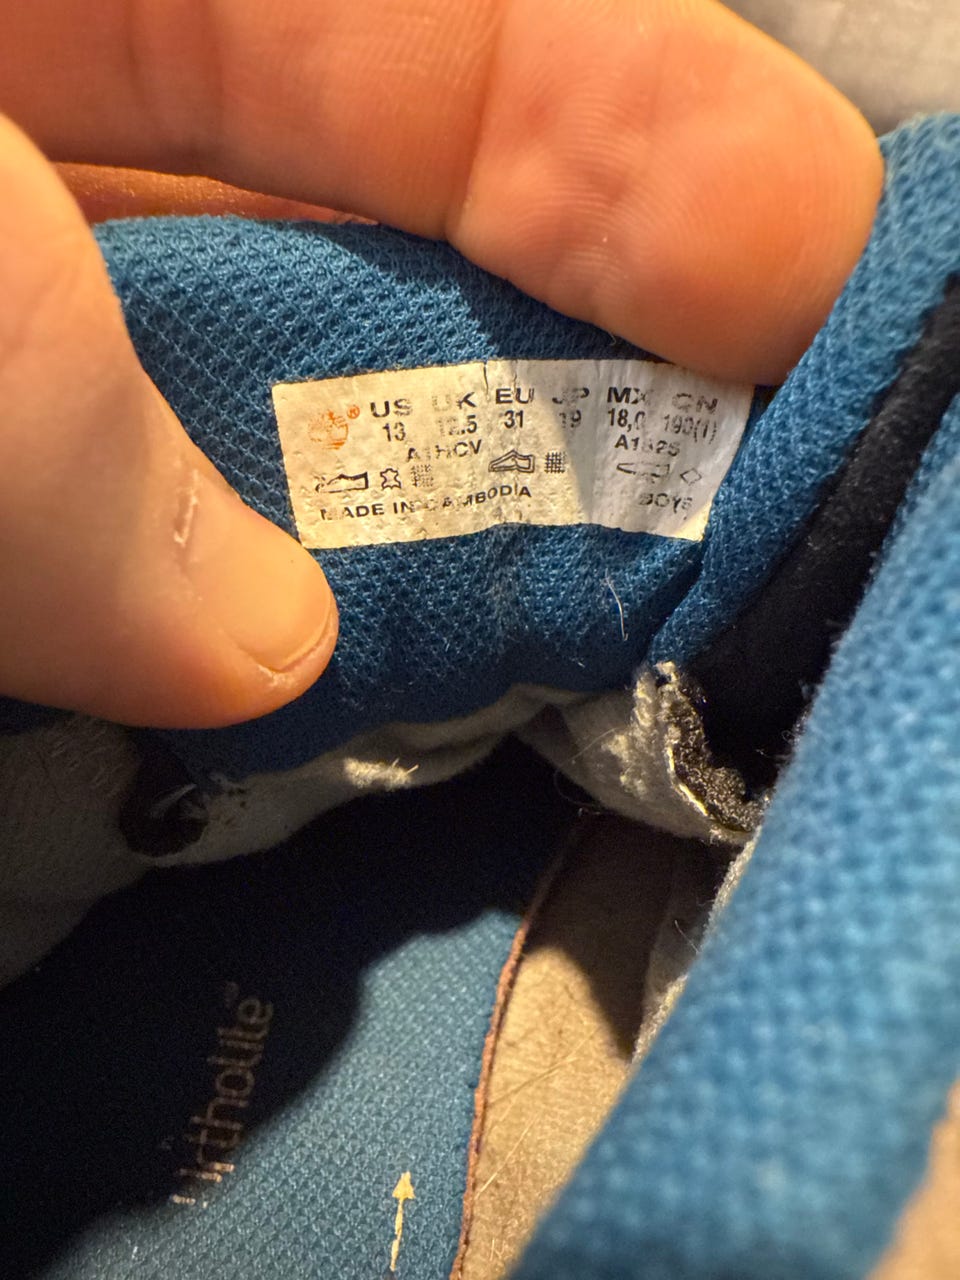 US UK EU JP MX CN
13 12.5 31 19 18,0 190(1)
A1HCV
MADE IN CAMBODIA
BOYS